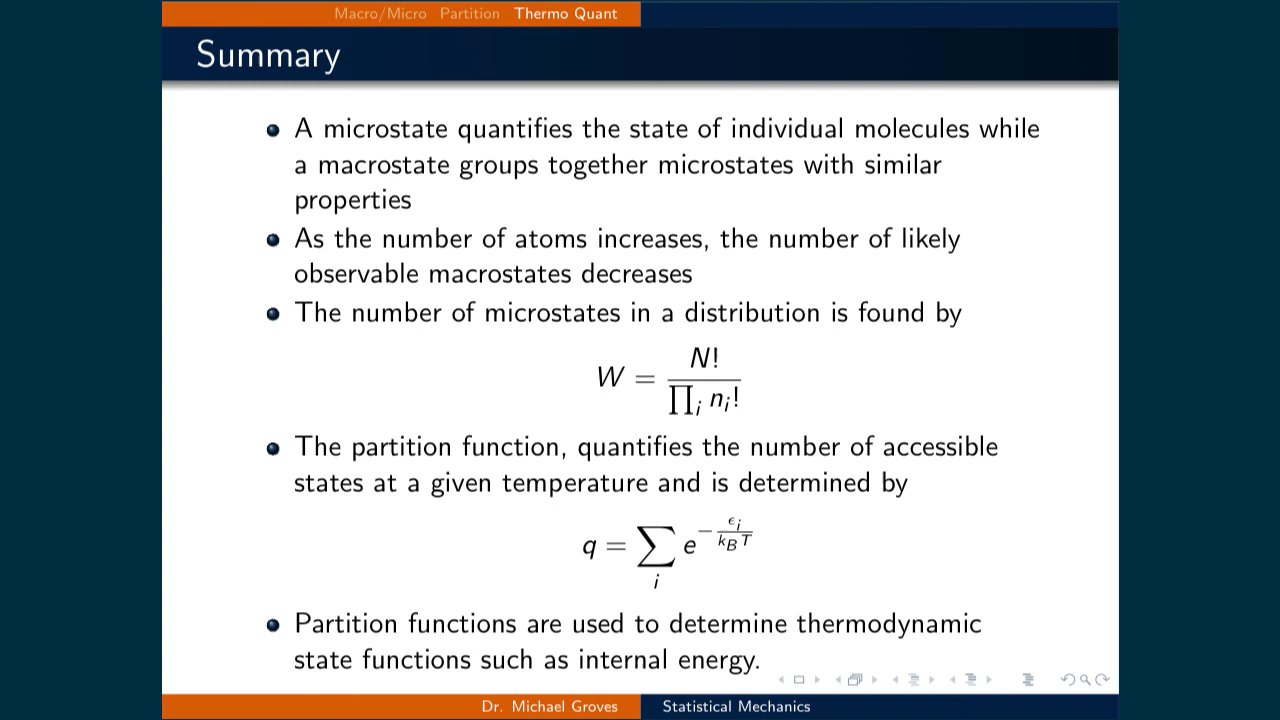 Macro/Micro Partition Thermo Quant
Summary
A microstate quantifies the state of individual molecules while
a macrostate groups together microstates with similar
properties
As the number of atoms increases, the number of likely
observable macrostates decreases
The number of microstates in a distribution is found by
W = N! / ∏_i n_i!
The partition function, quantifies the number of accessible
states at a given temperature and is determined by
q = ∑_i e^{-ϵ_i / k_B T}
Partition functions are used to determine thermodynamic
state functions such as internal energy.
Dr. Michael Groves Statistical Mechanics